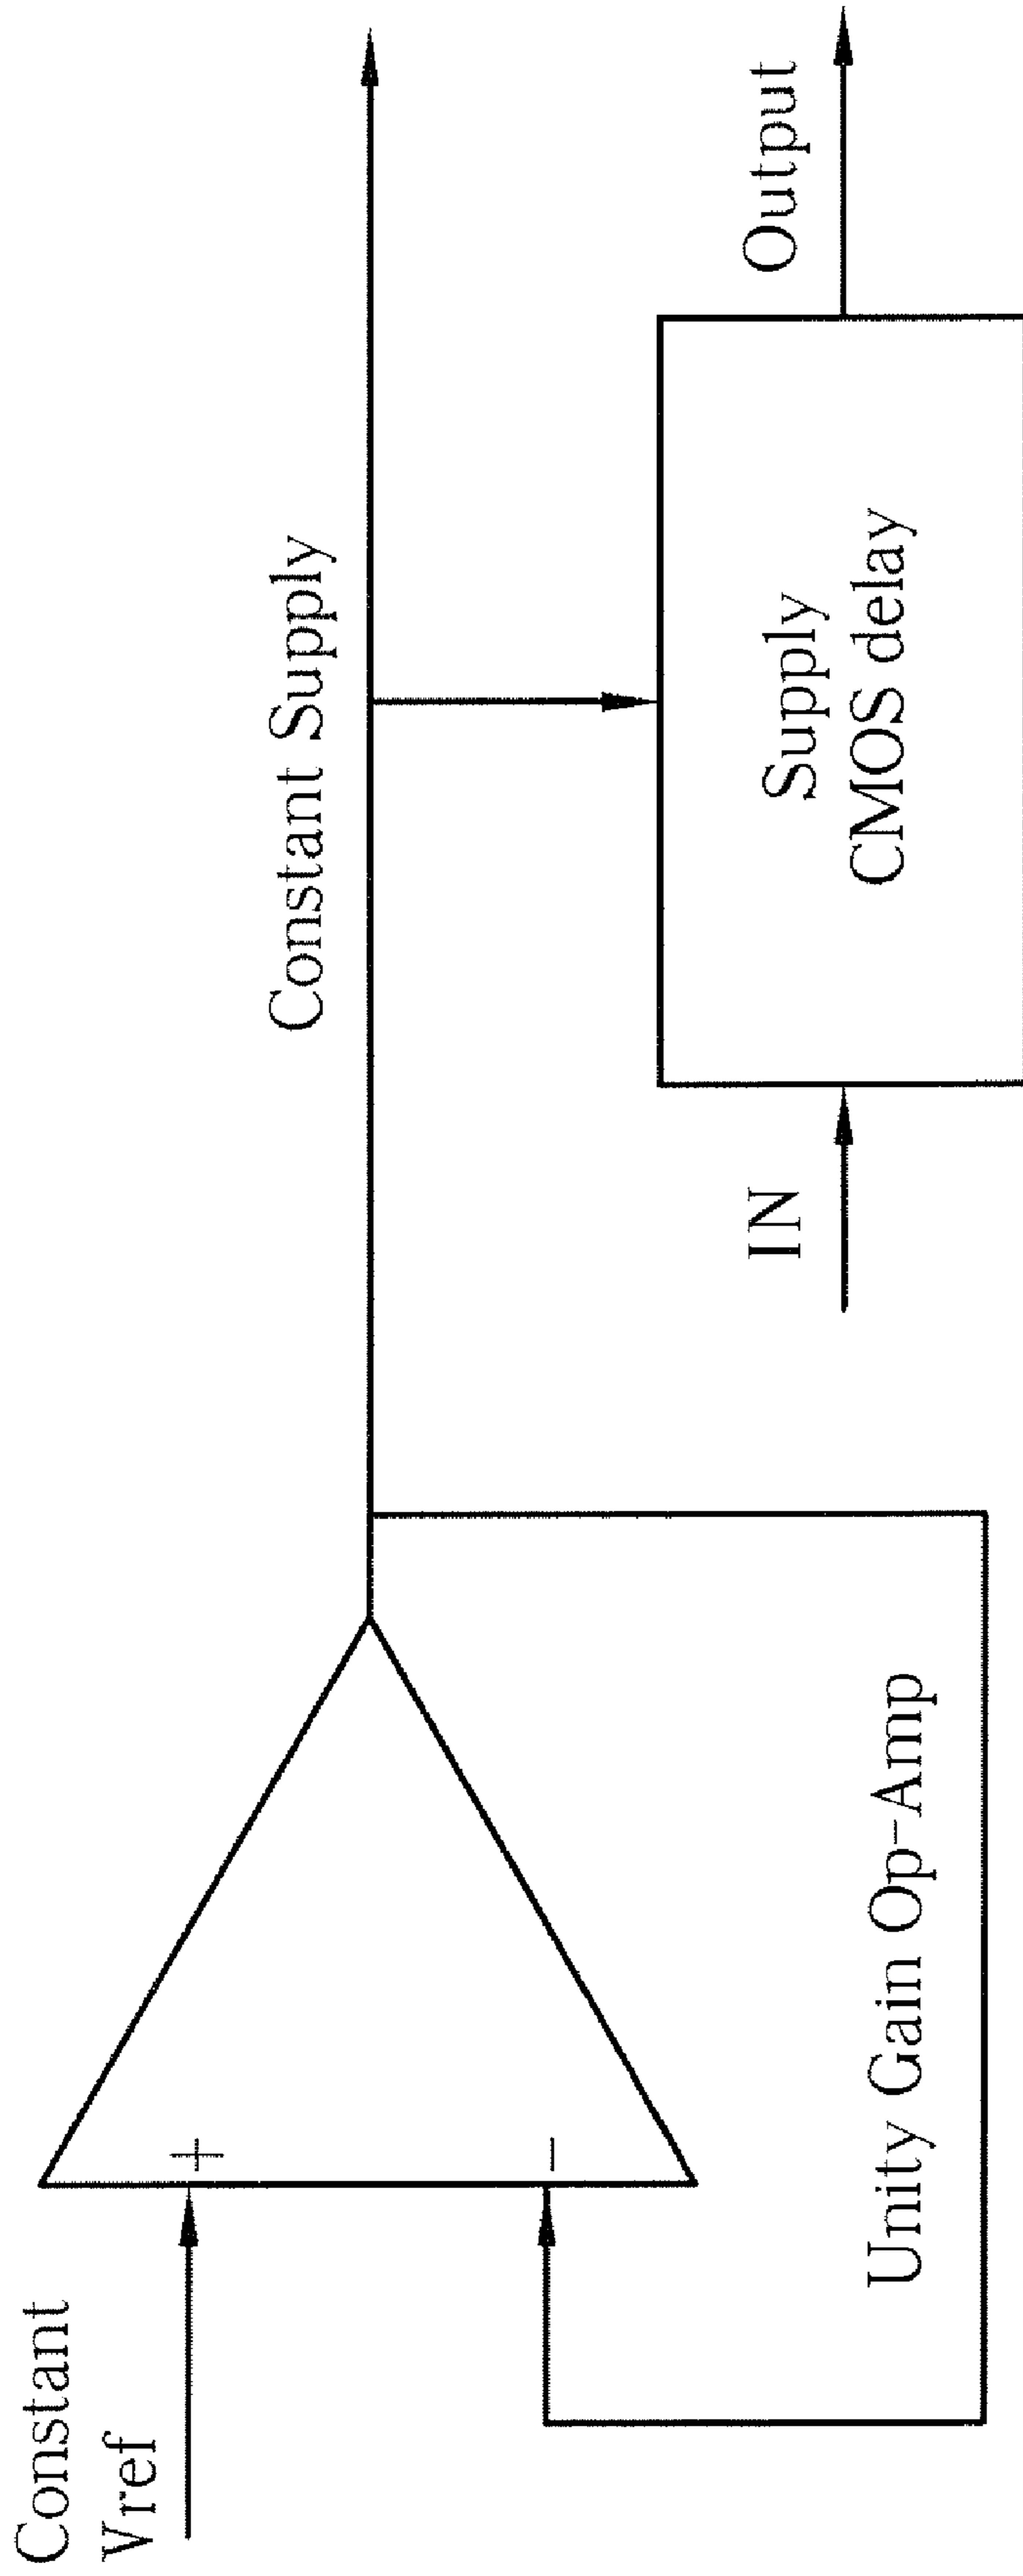 Constant
Vref
+
−
Unity Gain Op-Amp
Constant Supply
IN
Supply
CMOS delay
Output